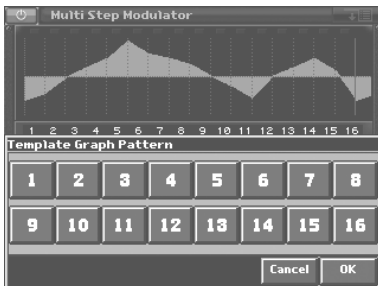 Multi Step Modulator
1 2 3 4 5 6 7 8 9 10 11 12 13 14 15 16
Template Graph Pattern
1 2 3 4 5 6 7 8
9 10 11 12 13 14 15 16
Cancel OK